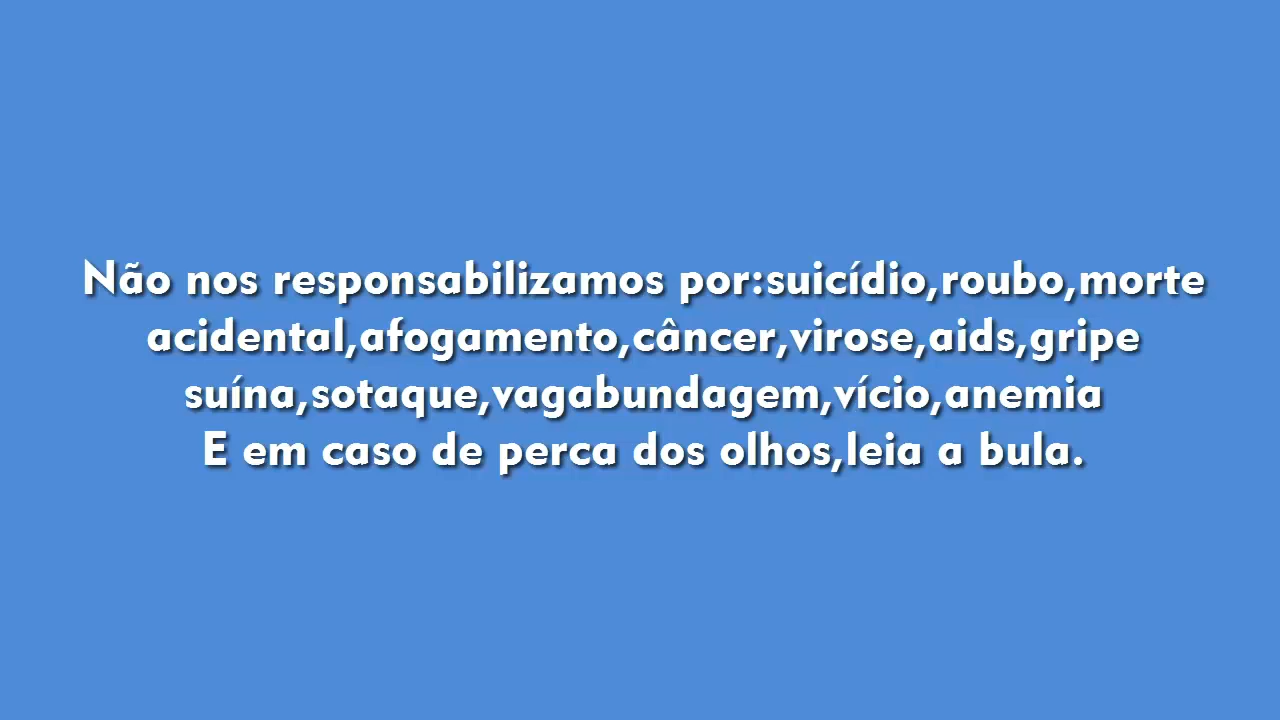 Não nos responsabilizamos por:suicídio,roubo,morte
acidental,afogamento,câncer,virose,aids,gripe
suína,sotaque,vagabundagem,vício,anemia
E em caso de perca dos olhos,leia a bula.